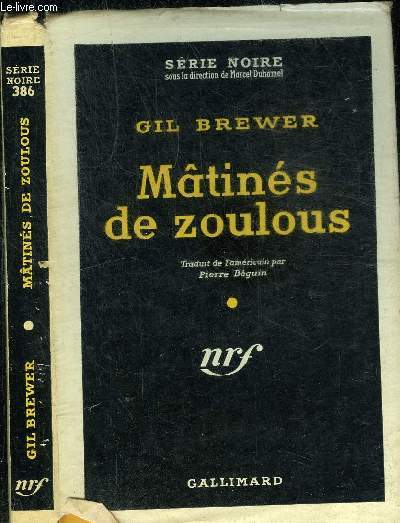 Le-livre.com
SÉRIE NOIRE
sous la direction de Marcel Duhamel
GIL BREWER
Mâtinés
de zoulous
Traduit de l'américain par
Pierre Béguin
nrf
GALLIMARD
SÉRIE
NOIRE
386
MÂTINÉS DE ZOULOUS
GIL BREWER
nrf